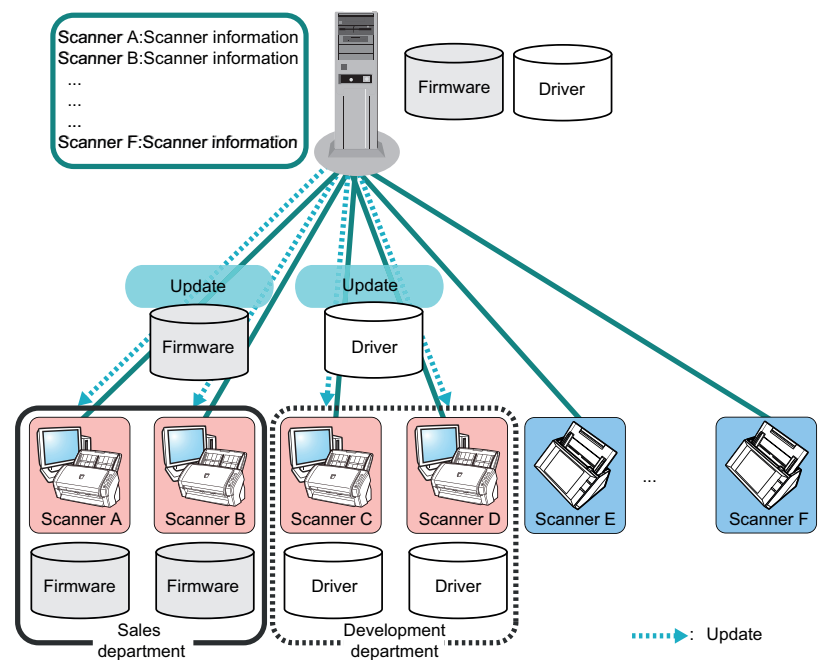 Scanner A:Scanner information
Scanner B:Scanner information
...
...
...
Scanner F:Scanner information
Firmware
Driver
Update
Update
Firmware
Driver
Scanner A
Scanner B
Scanner C
Scanner D
Scanner E
...
Scanner F
Firmware
Firmware
Driver
Driver
Sales
department
Development
department
: Update